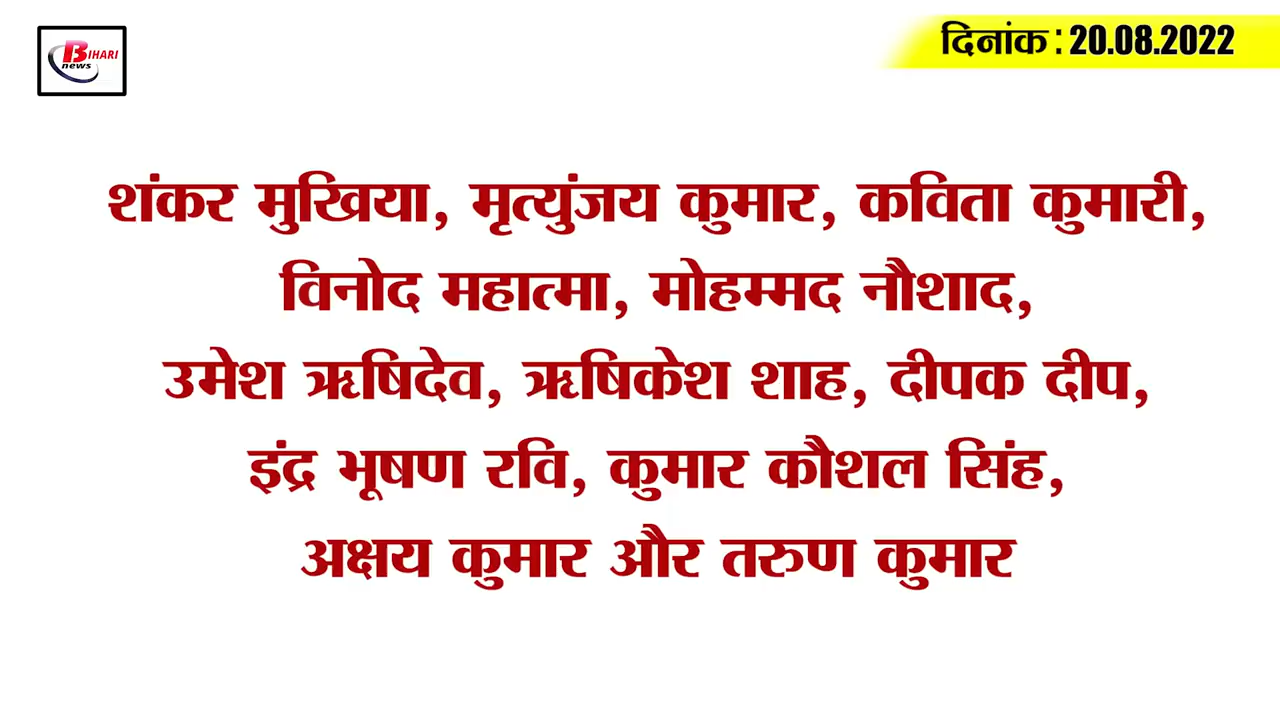 BIHARI
news
दिनांक : 20.08.2022
शंकर मुखिया, मृत्युंजय कुमार, कविता कुमारी,
विनोद महात्मा, मोहम्मद नौशाद,
उमेश ऋषिदेव, ऋषिकेश शाह, दीपक दीप,
इंद्र भूषण रवि, कुमार कौशल सिंह,
अक्षय कुमार और तरुण कुमार